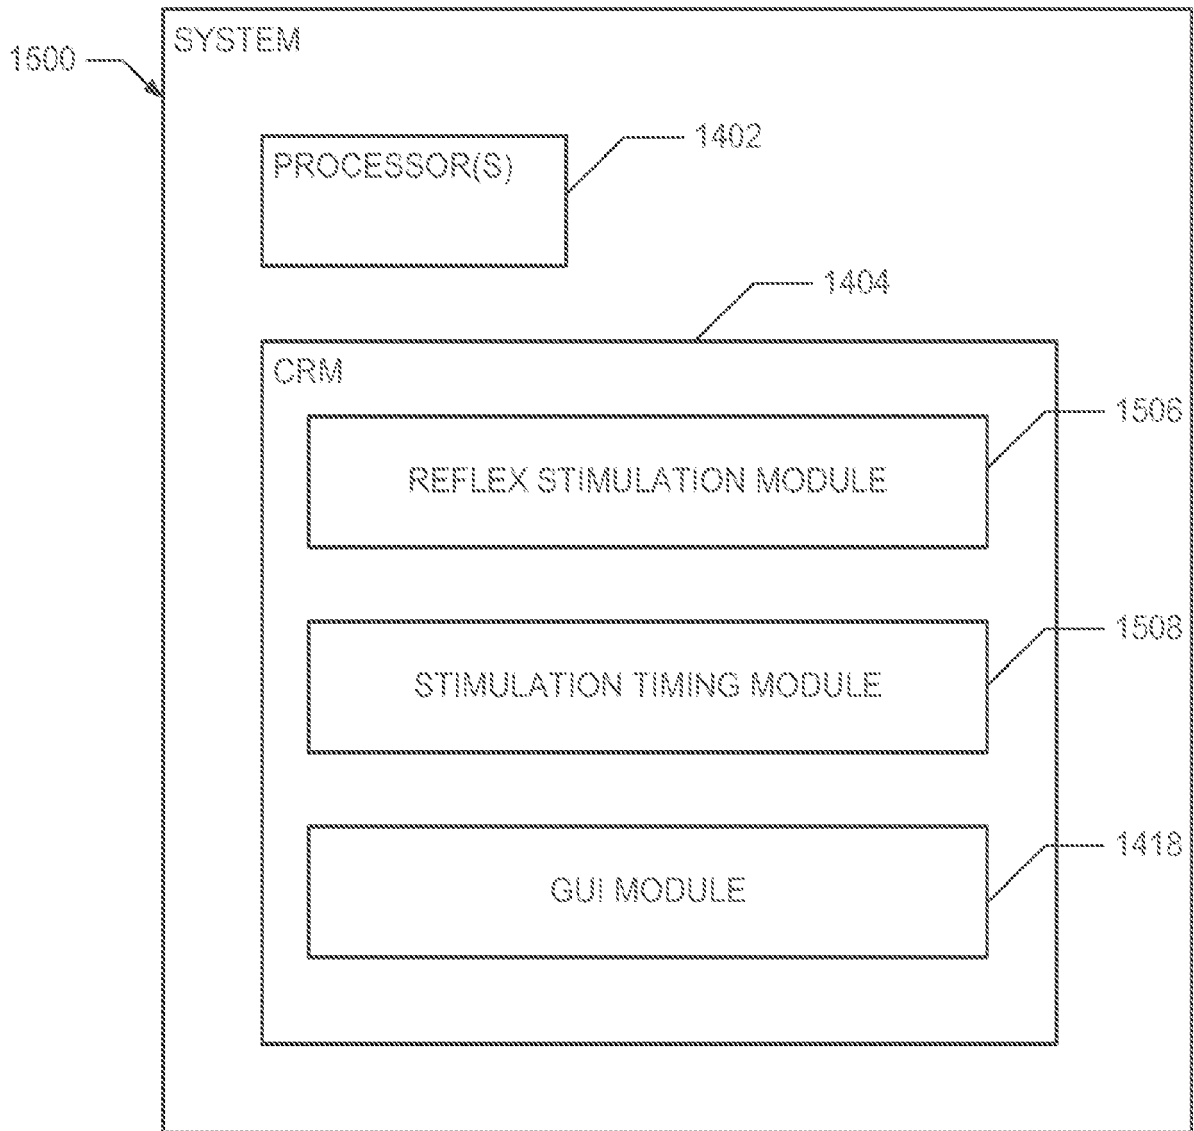 SYSTEM
1500
PROCESSOR(S)
1402
1404
CRM
1506
REFLEX STIMULATION MODULE
1508
STIMULATION TIMING MODULE
1418
GUI MODULE